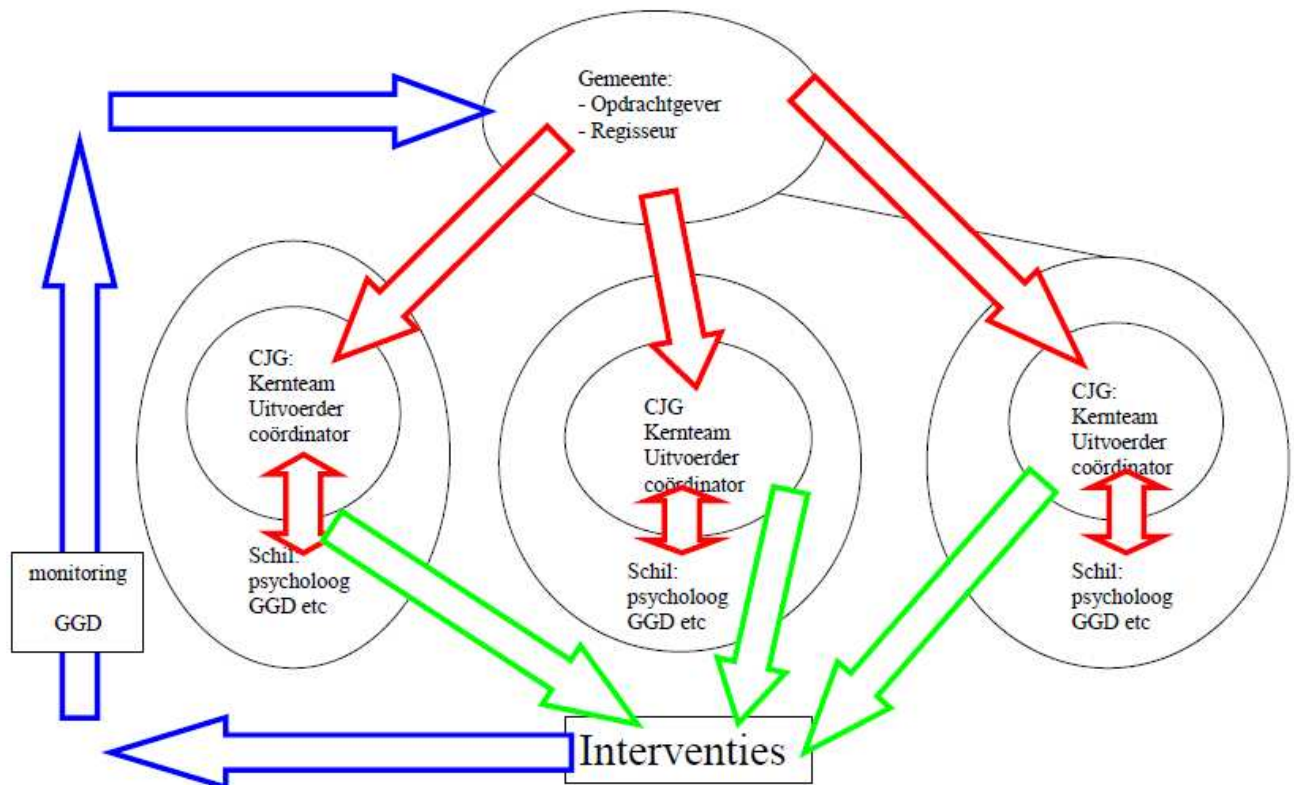 Gemeente:
- Opdrachtgever
- Regisseur
CJG:
Kernteam
Uitvoerder
coördinator
Schil:
psycholoog
GGD etc
CJG
Kernteam
Uitvoerder
coördinator
Schil:
psycholoog
GGD etc
CJG:
Kernteam
Uitvoerder
coördinator
Schil:
psycholoog
GGD etc
monitoring
GGD
Interventies